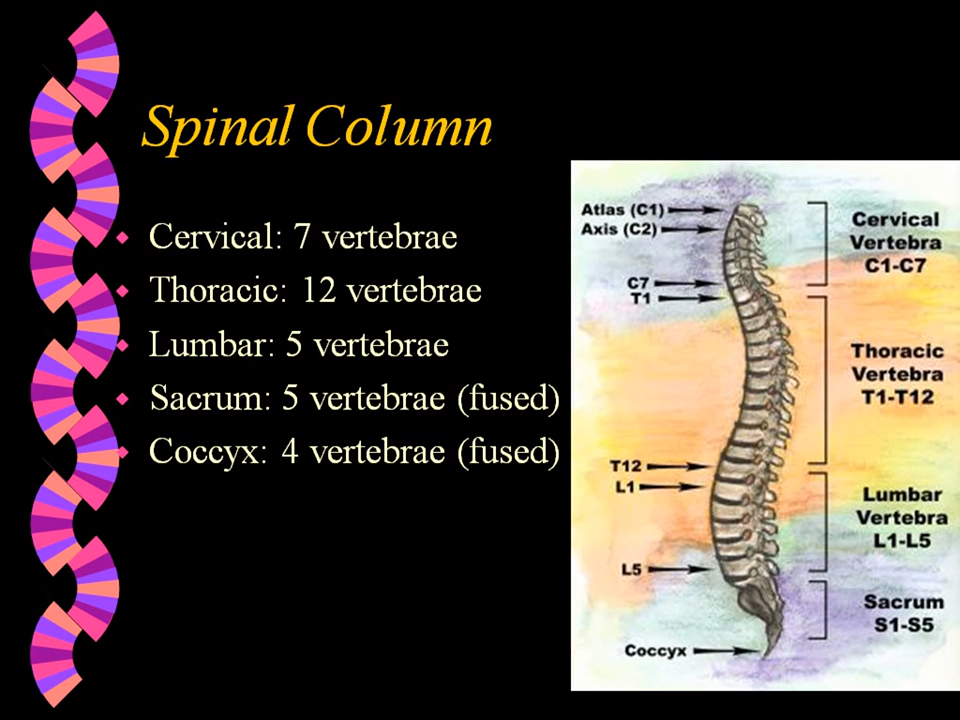 Spinal Column
Cervical: 7 vertebrae
Thoracic: 12 vertebrae
Lumbar: 5 vertebrae
Sacrum: 5 vertebrae (fused)
Coccyx: 4 vertebrae (fused)
Atlas (C1)
Axis (C2)
C7
T1
T12
L1
L5
Coccyx
Cervical
Vertebra
C1-C7
Thoracic
Vertebra
T1-T12
Lumbar
Vertebra
L1-L5
Sacrum
S1-S5